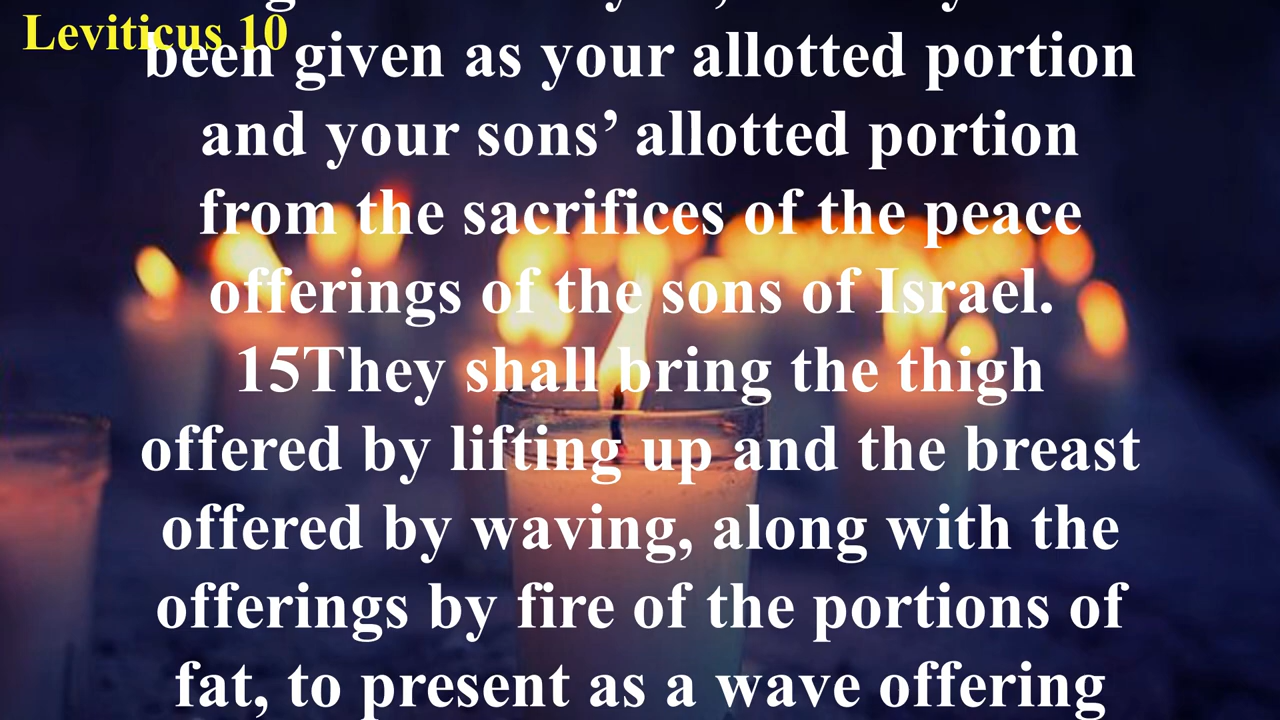 Leviticus 10
been given as your allotted portion
and your sons’ allotted portion
from the sacrifices of the peace
offerings of the sons of Israel.
15They shall bring the thigh
offered by lifting up and the breast
offered by waving, along with the
offerings by fire of the portions of
fat, to present as a wave offering